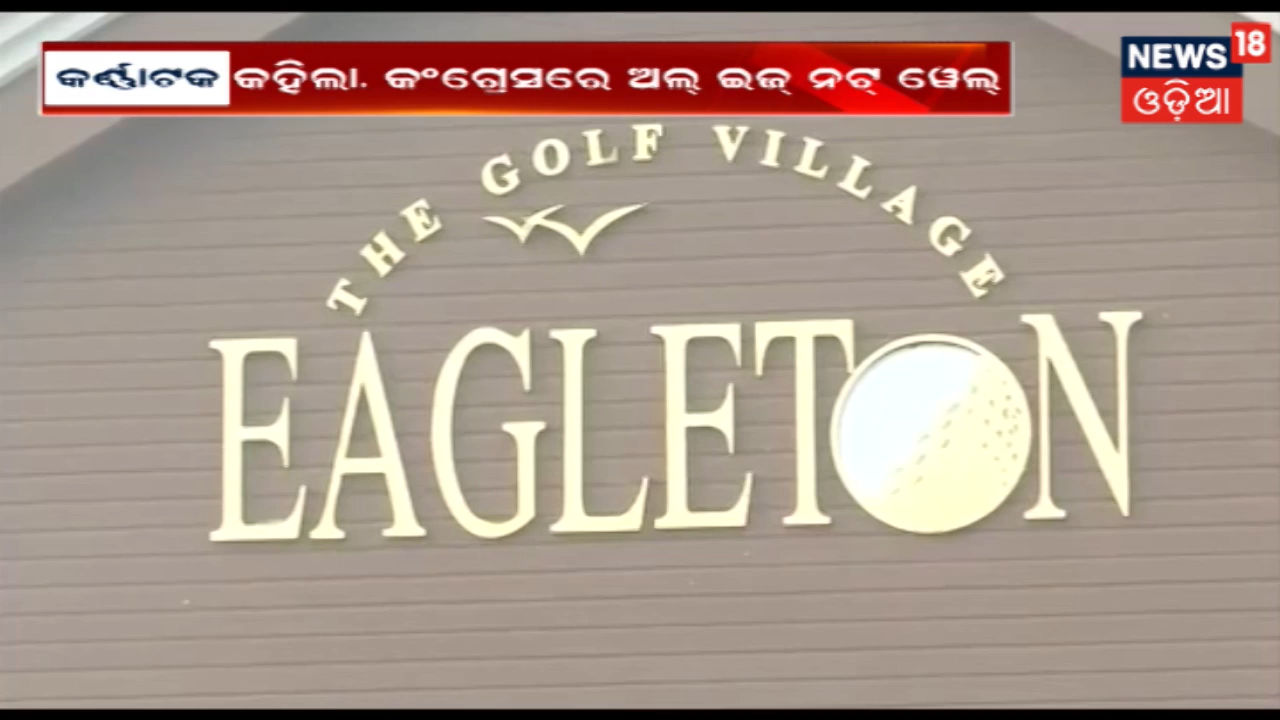 କର୍ଣ୍ଣାଟକ କହିଲା. କଂଗ୍ରେସରେ ଅଲ୍ ଇଜ୍ ନଟ୍ ୱେଲ୍
NEWS 18
ଓଡ଼ିଆ
THE GOLF VILLAGE
EAGLETON